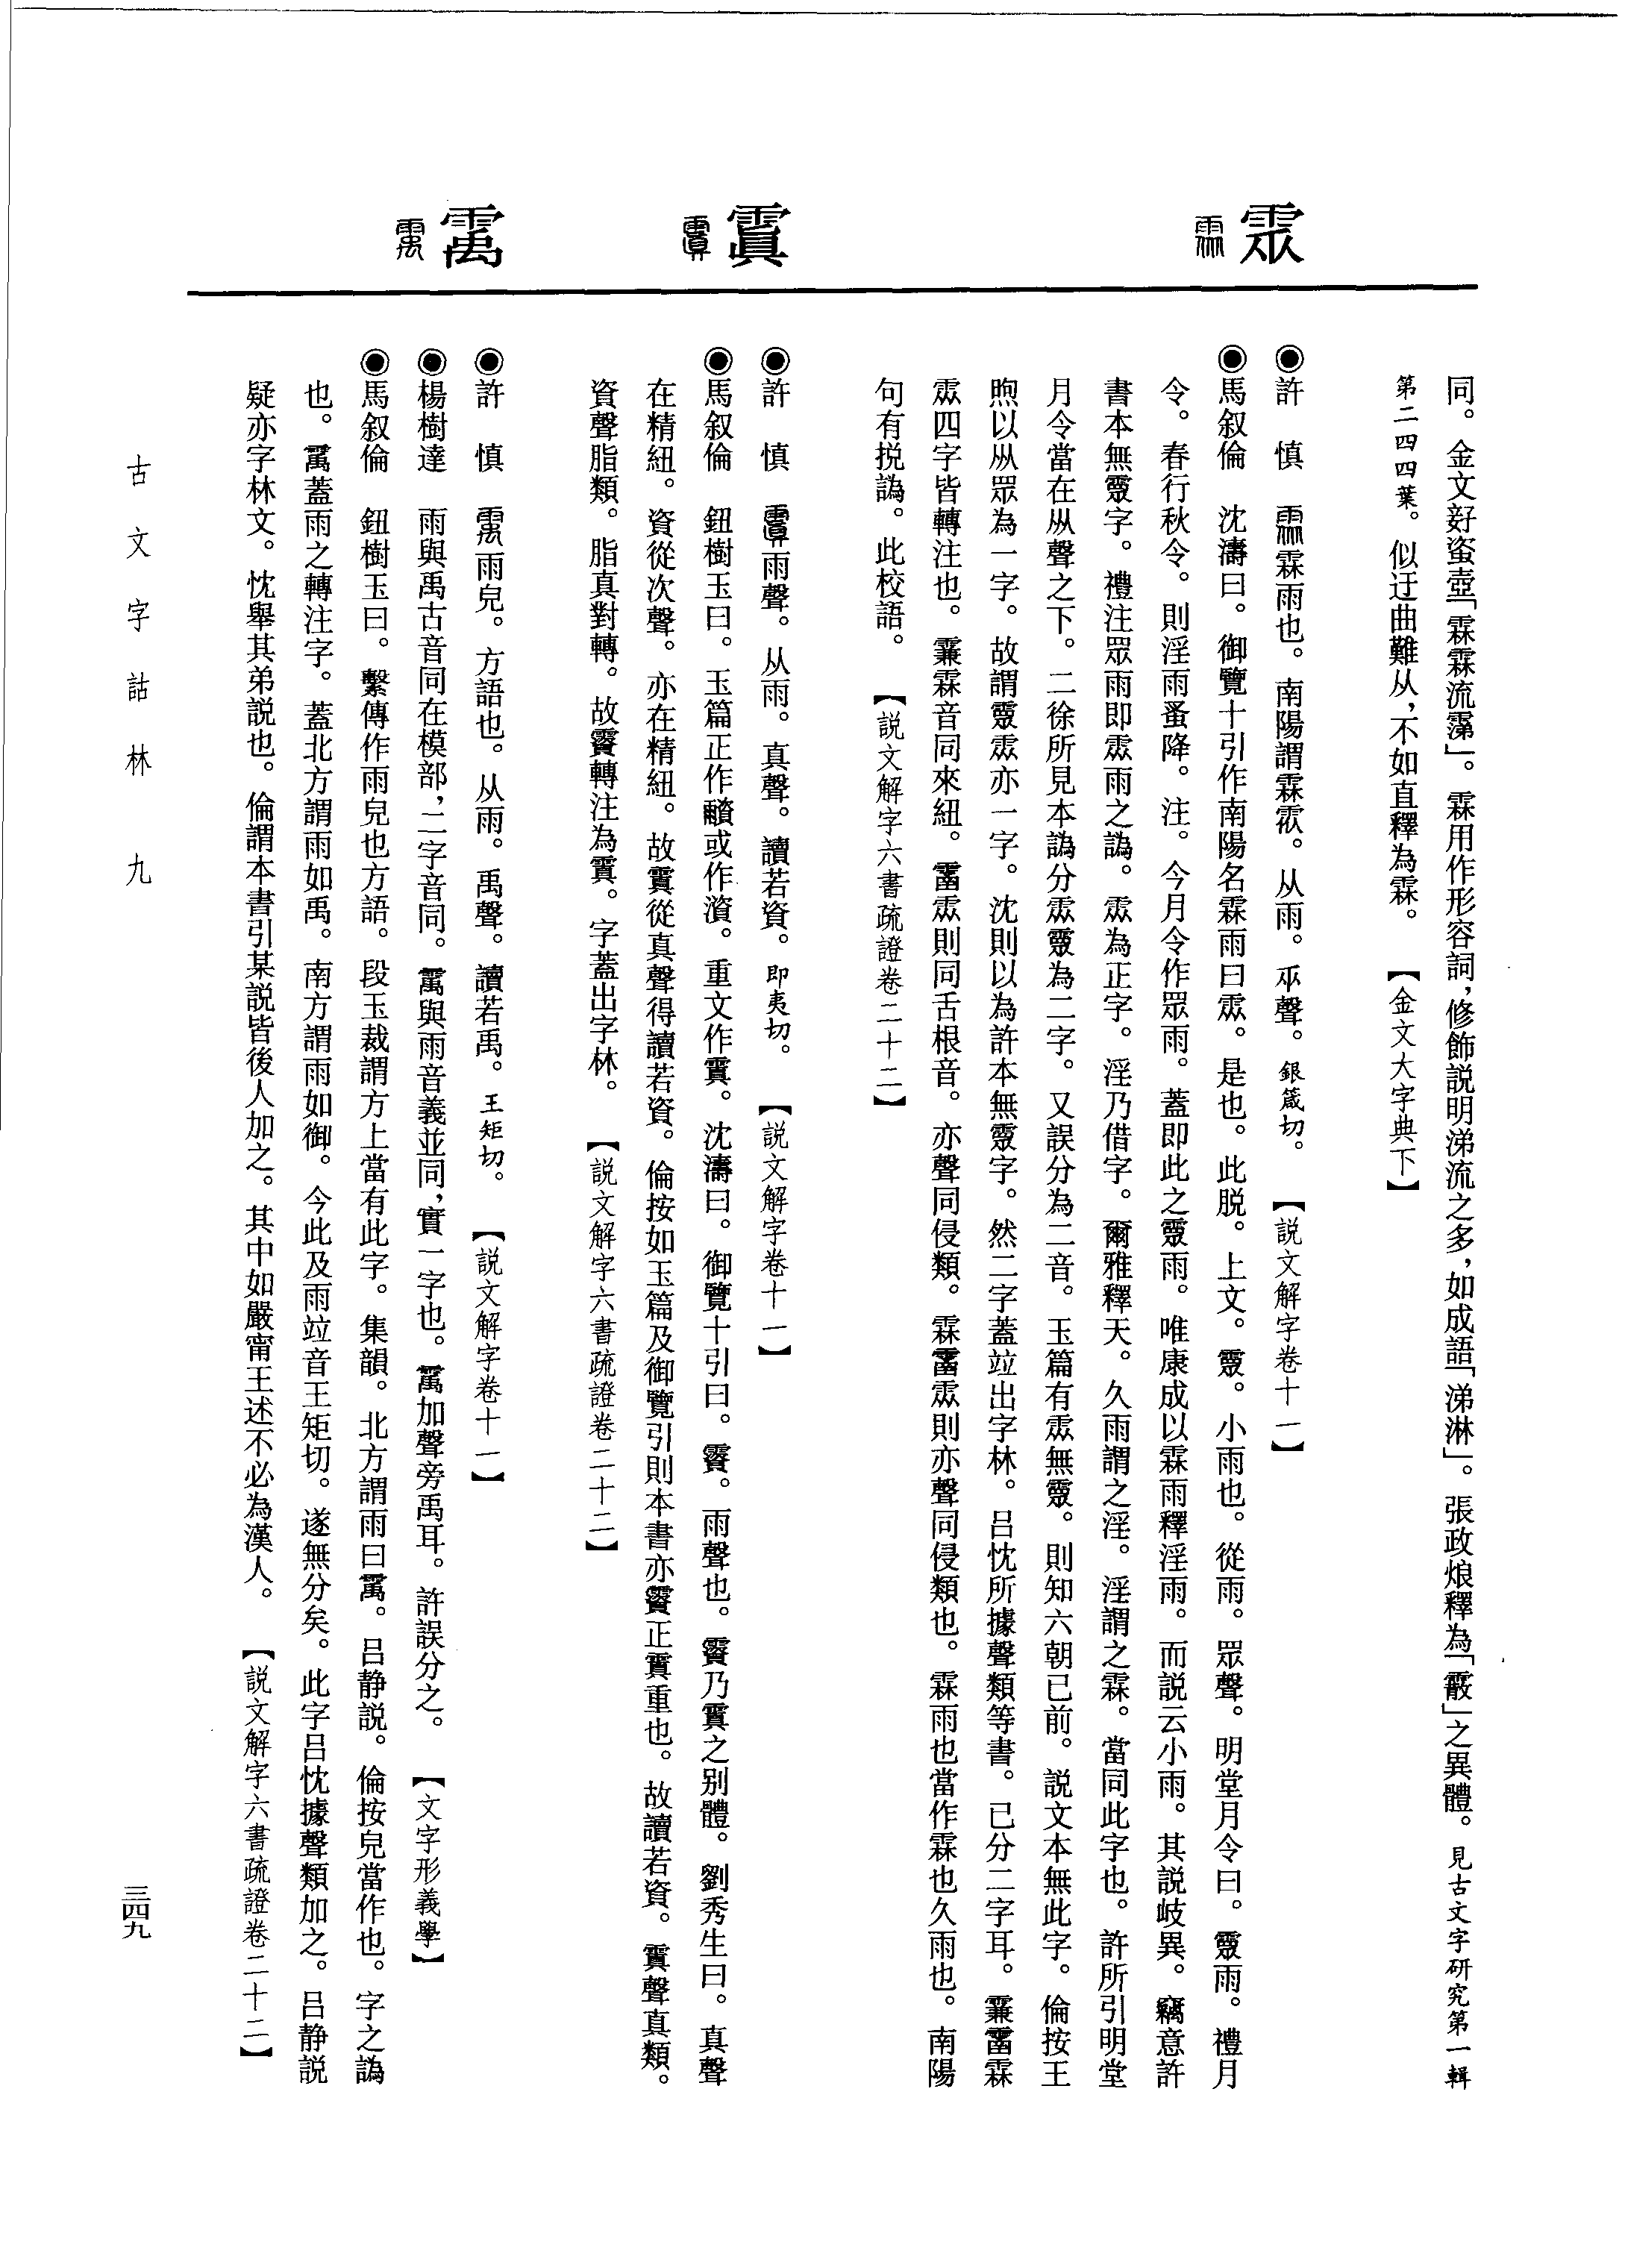 䨙
䨖
䨞
同。金文𡚽盗壺「霖霖流霂」。霖用作形容詞,修飾説明涕流之多,如成語「涕淋」。張政烺釋為「霰」之異體。見古文字研究第一輯
第二四四葉。似迂曲難从,不如直釋為霖。【金文大字典下】
◉許　慎　䨙霖雨也。南陽謂霖䨙。从雨。乑聲。銀箴切。【説文解字卷十一】
◉馬叙倫　沈濤曰。御覽十引作南陽名霖雨曰䨙。是也。此脱。上文。霥。小雨也。從雨。眾聲。明堂月令曰。霥雨。禮月
令。春行秋令。則淫雨蚤降。注。今月令作眾雨。蓋即此之霥雨。唯康成以霖雨釋淫雨。而説云小雨。其説岐異。竊意許
書本無霥字。禮注眾雨即䨙雨之譌。䨙為正字。淫乃借字。爾雅釋天。久雨謂之淫。淫謂之霖。當同此字也。許所引明堂
月令當在乑聲之下。二徐所見本譌分䨙霥為二字。又誤分為二音。玉篇有䨙無霥。則知六朝已前。説文本無此字。倫按王
煦以乑眾為一字。故謂霥䨙亦一字。沈則以為許本無霥字。然二字蓋竝出字林。吕忱所據聲類等書。已分二字耳。䨬䨡霖
䨙四字皆轉注也。䨬霖音同來紐。䨡䨙則同舌根音。亦聲同侵類。霖䨡䨙則亦聲同侵類也。霖雨也當作霖也久雨也。南陽
句有捝譌。此校語。【説文解字六書疏證卷二十二】
◉許　慎　䨖雨聲。从雨。真聲。讀若資。即夷切。【説文解字卷十一】
◉馬叙倫　鈕樹玉曰。玉篇正作或作澬。重文作䨖。沈濤曰。御覽十引曰。。雨聲也。乃䨖之别體。劉秀生曰。真聲
在精紐。資從次聲。亦在精紐。故䨖從真聲得讀若資。倫按如玉篇及御覽引則本書亦正䨖重也。故讀若資。䨖聲真類。
資聲脂類。脂真對轉。故轉注為䨖。字蓋出字林。【説文解字六書疏證卷二十二】
◉許　慎　䨞雨皃。方語也。从雨。禹聲。讀若禹。王矩切。【説文解字卷十一】
◉楊樹達　雨與禹古音同在模部,二字音同。䨞與雨音義並同,實一字也。䨞加聲旁禹耳。許誤分之。【文字形義學】
◉馬叙倫　鈕樹玉曰。繫傳作雨皃也方語。段玉裁謂方上當有此字。集韻。北方謂雨曰䨞。吕静説。倫按皃當作也。字之譌
也。䨞蓋雨之轉注字。蓋北方謂雨如禹。南方謂雨如御。今此及雨竝音王矩切。遂無分矣。此字吕忱據聲類加之。吕静説
疑亦字林文。忱舉其弟説也。倫謂本書引某説皆後人加之。其中如嚴甯王述不必為漢人。【説文解字六書疏證卷二十二】
古文字詁林　九
三四九